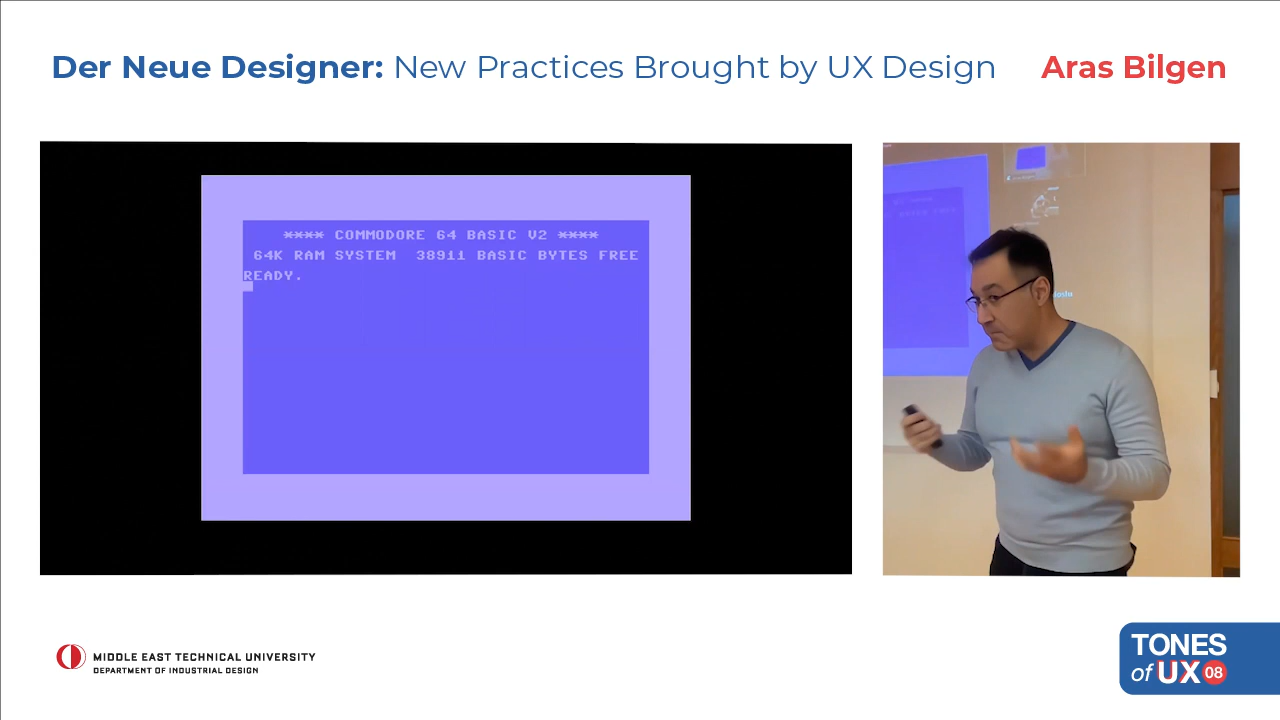 Der Neue Designer: New Practices Brought by UX Design Aras Bilgen
**** COMMODORE 64 BASIC V2 ****
64K RAM SYSTEM 38911 BASIC BYTES FREE
READY.
MIDDLE EAST TECHNICAL UNIVERSITY
DEPARTMENT OF INDUSTRIAL DESIGN
TONES
of UX 08